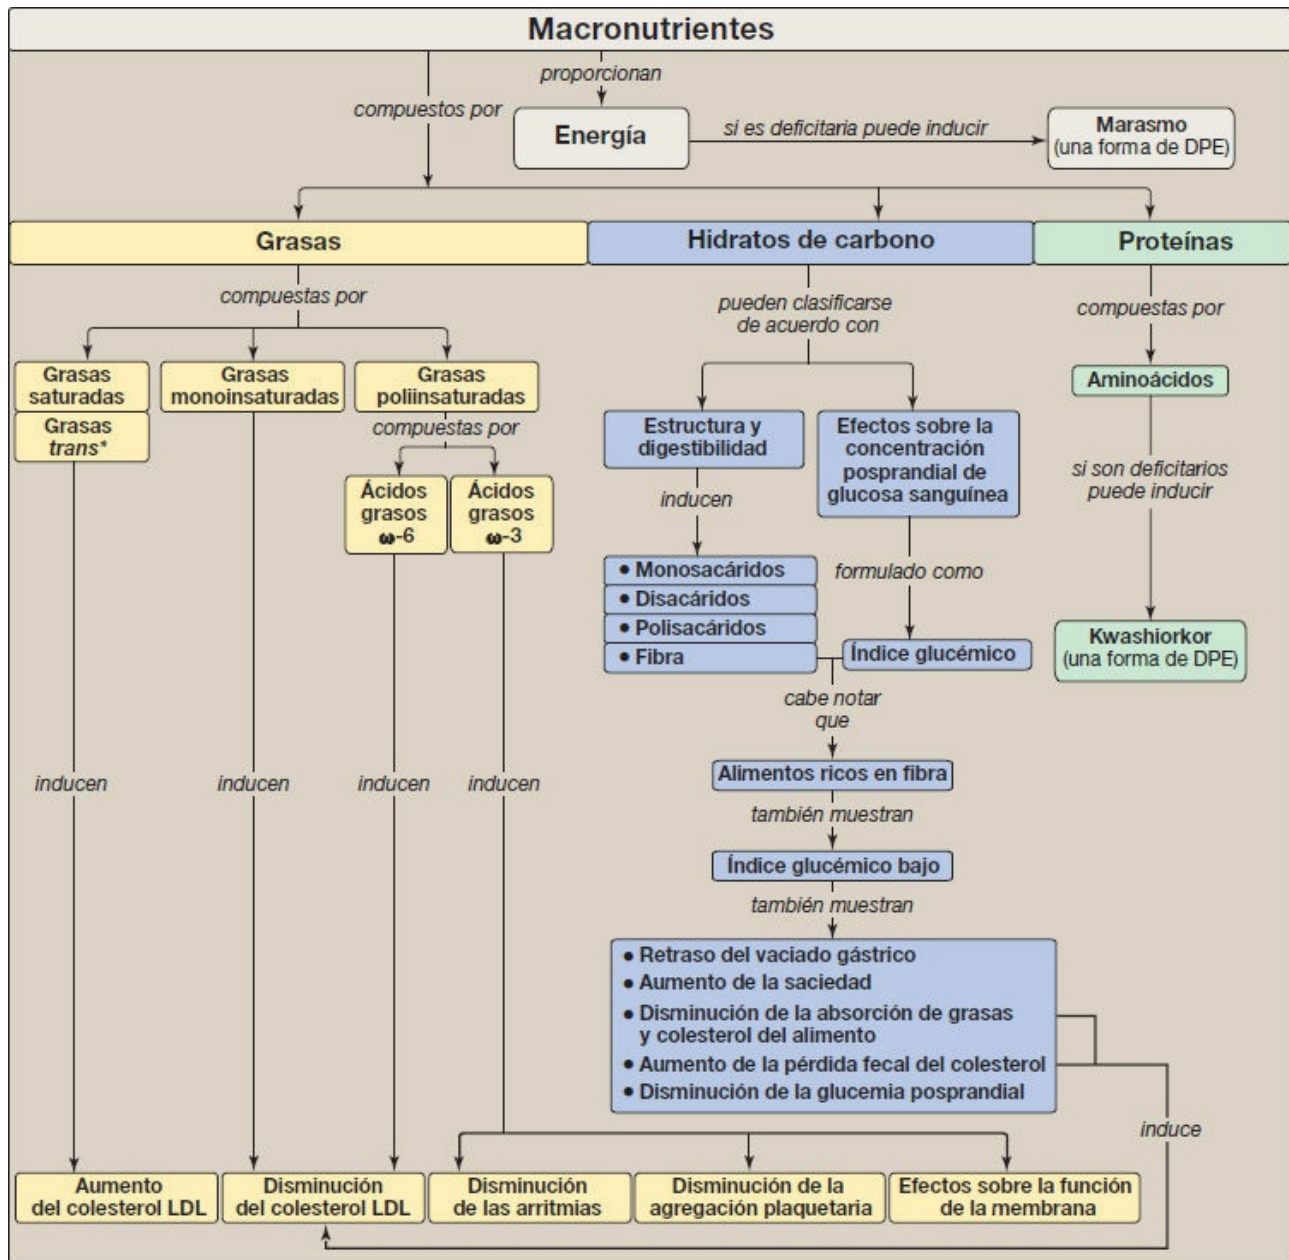 Macronutrientes
proporcionan
compuestos por
Energía
si es deficitaria puede inducir
Marasmo
(una forma de DPE)
Grasas
Hidratos de carbono
Proteínas
compuestas por
Grasas
saturadas
Grasas
trans*
Grasas
monoinsaturadas
Grasas
poliinsaturadas
compuestas por
Ácidos
grasos
ω-6
Ácidos
grasos
ω-3
inducen
inducen
inducen
inducen
pueden clasificarse
de acuerdo con
Estructura y
digestibilidad
inducen
• Monosacáridos
• Disacáridos
• Polisacáridos
• Fibra
Efectos sobre la
concentración
posprandial de
glucosa sanguínea
formulado como
Índice glucémico
cabe notar
que
Alimentos ricos en fibra
también muestran
Índice glucémico bajo
también muestran
• Retraso del vaciado gástrico
• Aumento de la saciedad
• Disminución de la absorción de grasas
y colesterol del alimento
• Aumento de la pérdida fecal del colesterol
• Disminución de la glucemia posprandial
induce
compuestas por
Aminoácidos
si son deficitarios
puede inducir
Kwashiorkor
(una forma de DPE)
Aumento
del colesterol LDL
Disminución
del colesterol LDL
Disminución
de las arritmias
Disminución de la
agregación plaquetaria
Efectos sobre la función
de la membrana